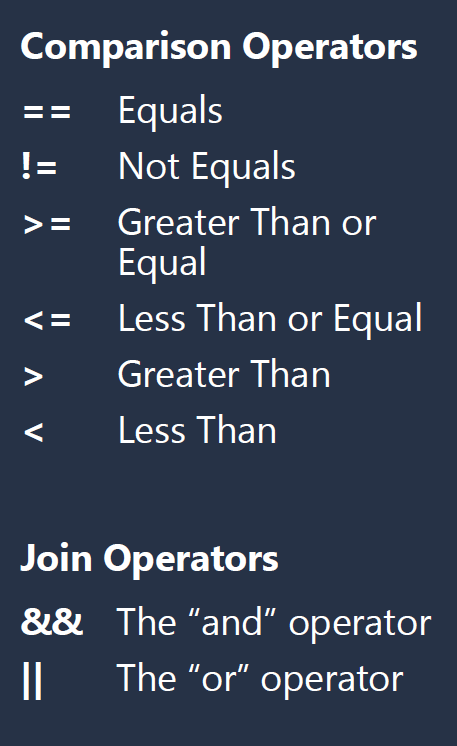 Comparison Operators
== Equals
!= Not Equals
>= Greater Than or
Equal
<= Less Than or Equal
> Greater Than
< Less Than
Join Operators
&& The “and” operator
|| The “or” operator